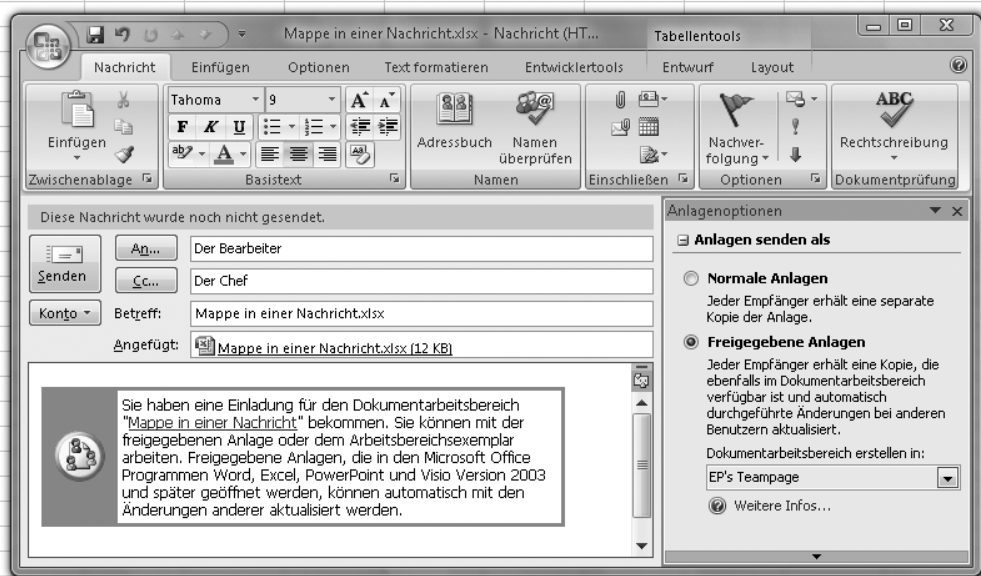 Mappe in einer Nachricht.xlsx - Nachricht (HT...
Tabellentools
Nachricht
Einfügen
Optionen
Text formatieren
Entwicklertools
Entwurf
Layout
Einfügen
Zwischenablage
Tahoma
9
F K U
Basistext
Adressbuch
Namen
überprüfen
Namen
Einschließen
Nachver-
folgung
Optionen
ABC
Rechtschreibung
Dokumentprüfung
Diese Nachricht wurde noch nicht gesendet.
Senden
An...
Der Bearbeiter
Cc...
Der Chef
Konto
Betreff:
Mappe in einer Nachricht.xlsx
Angefügt:
Mappe in einer Nachricht.xlsx (12 KB)
Sie haben eine Einladung für den Dokumentarbeitsbereich
"Mappe in einer Nachricht" bekommen. Sie können mit der
freigegebenen Anlage oder dem Arbeitsbereichsexemplar
arbeiten. Freigegebene Anlagen, die in den Microsoft Office
Programmen Word, Excel, PowerPoint und Visio Version 2003
und später geöffnet werden, können automatisch mit den
Änderungen anderer aktualisiert werden.
Anlagenoptionen
Anlagen senden als
Normale Anlagen
Jeder Empfänger erhält eine separate
Kopie der Anlage.
Freigegebene Anlagen
Jeder Empfänger erhält eine Kopie, die
ebenfalls im Dokumentarbeitsbereich
verfügbar ist und automatisch
durchgeführte Änderungen bei anderen
Benutzern aktualisiert.
Dokumentarbeitsbereich erstellen in:
EP's Teampage
Weitere Infos...